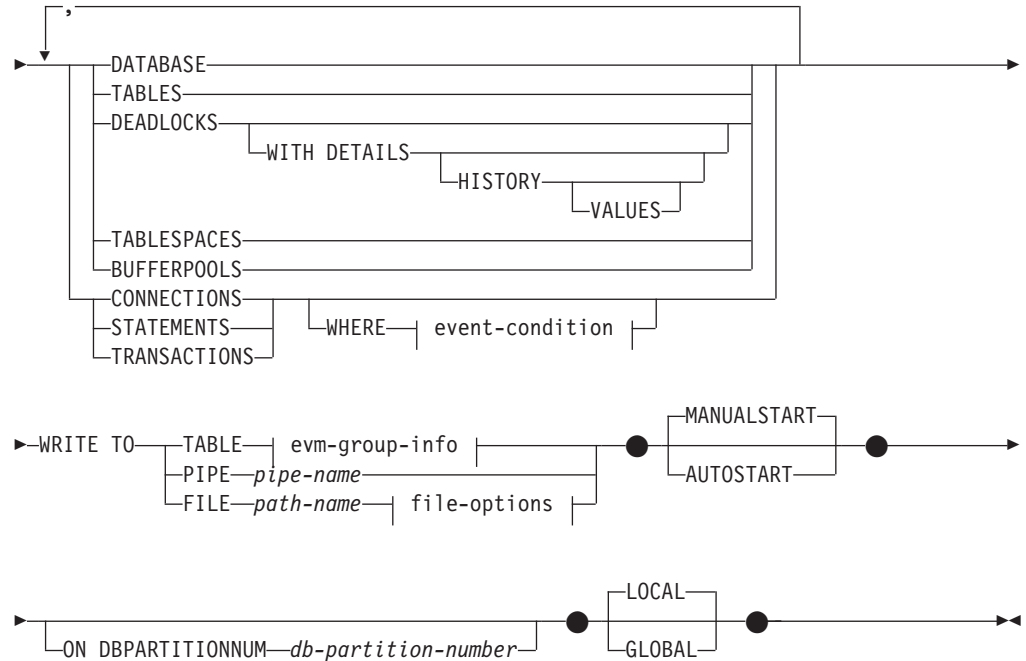 ,
DATABASE
TABLES
DEADLOCKS
WITH DETAILS
HISTORY
VALUES
TABLESPACES
BUFFERPOOLS
CONNECTIONS
STATEMENTS WHERE event-condition
TRANSACTIONS
MANUALSTART
WRITE TO TABLE evm-group-info
PIPE pipe-name AUTOSTART
FILE path-name file-options
LOCAL
ON DBPARTITIONNUM db-partition-number GLOBAL